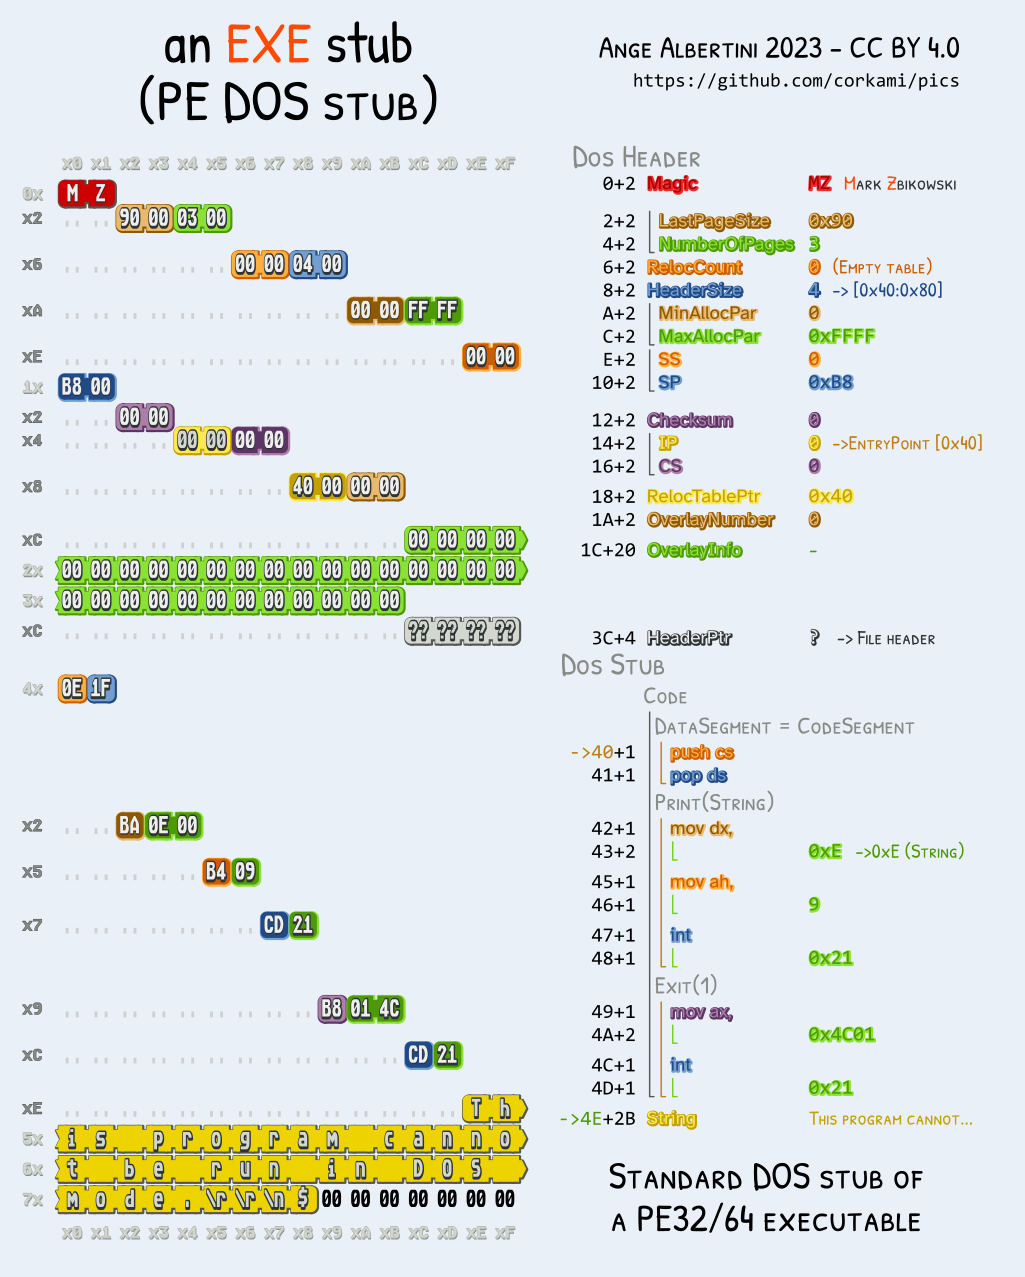 an EXE stub
(PE DOS stub)
Ange Albertini 2023 - CC BY 4.0
https://github.com/corkami/pics
x0 x1 x2 x3 x4 x5 x6 x7 x8 x9 xA xB xC xD xE xF
0x M Z
x2 90 00 03 00
x6 00 00 04 00
xA 00 00 FF FF
xE 00 00
1x B8 00
x2 00 00
x4 00 00 00 00
x8 40 00 00 00
xC 00 00 00 00
2x 00 00 00 00 00 00 00 00 00 00 00 00 00 00 00 00
3x 00 00 00 00 00 00 00 00 00 00 00 00
xC ?? ?? ?? ??
4x 0E 1F
x2 BA 0E 00
x5 B4 09
x7 CD 21
x9 B8 01 4C
xC CD 21
xE T h
5x i s p r o g r a m c a n n o
6x t b e r u n i n D O S
7x m o d e . \r \r \n $ 00 00 00 00 00 00 00
x0 x1 x2 x3 x4 x5 x6 x7 x8 x9 xA xB xC xD xE xF
Dos Header
0+2 Magic MZ Mark Zbikowski
2+2 LastPageSize 0x90
4+2 NumberOfPages 3
6+2 RelocCount 0 (Empty table)
8+2 HeaderSize 4 -> [0x40:0x80]
A+2 MinAllocPar 0
C+2 MaxAllocPar 0xFFFF
E+2 SS 0
10+2 SP 0xB8
12+2 Checksum 0
14+2 IP 0 ->EntryPoint [0x40]
16+2 CS 0
18+2 RelocTablePtr 0x40
1A+2 OverlayNumber 0
1C+20 OverlayInfo -
3C+4 HeaderPtr ? -> File header
Dos Stub
Code
DataSegment = CodeSegment
->40+1 push cs
41+1 pop ds
Print(String)
42+1 mov dx,
43+2 0xE ->0xE (String)
45+1 mov ah,
46+1 9
47+1 int
48+1 0x21
Exit(1)
49+1 mov ax,
4A+2 0x4C01
4C+1 int
4D+1 0x21
->4E+2B String This program cannot...
Standard DOS stub of
a PE32/64 executable